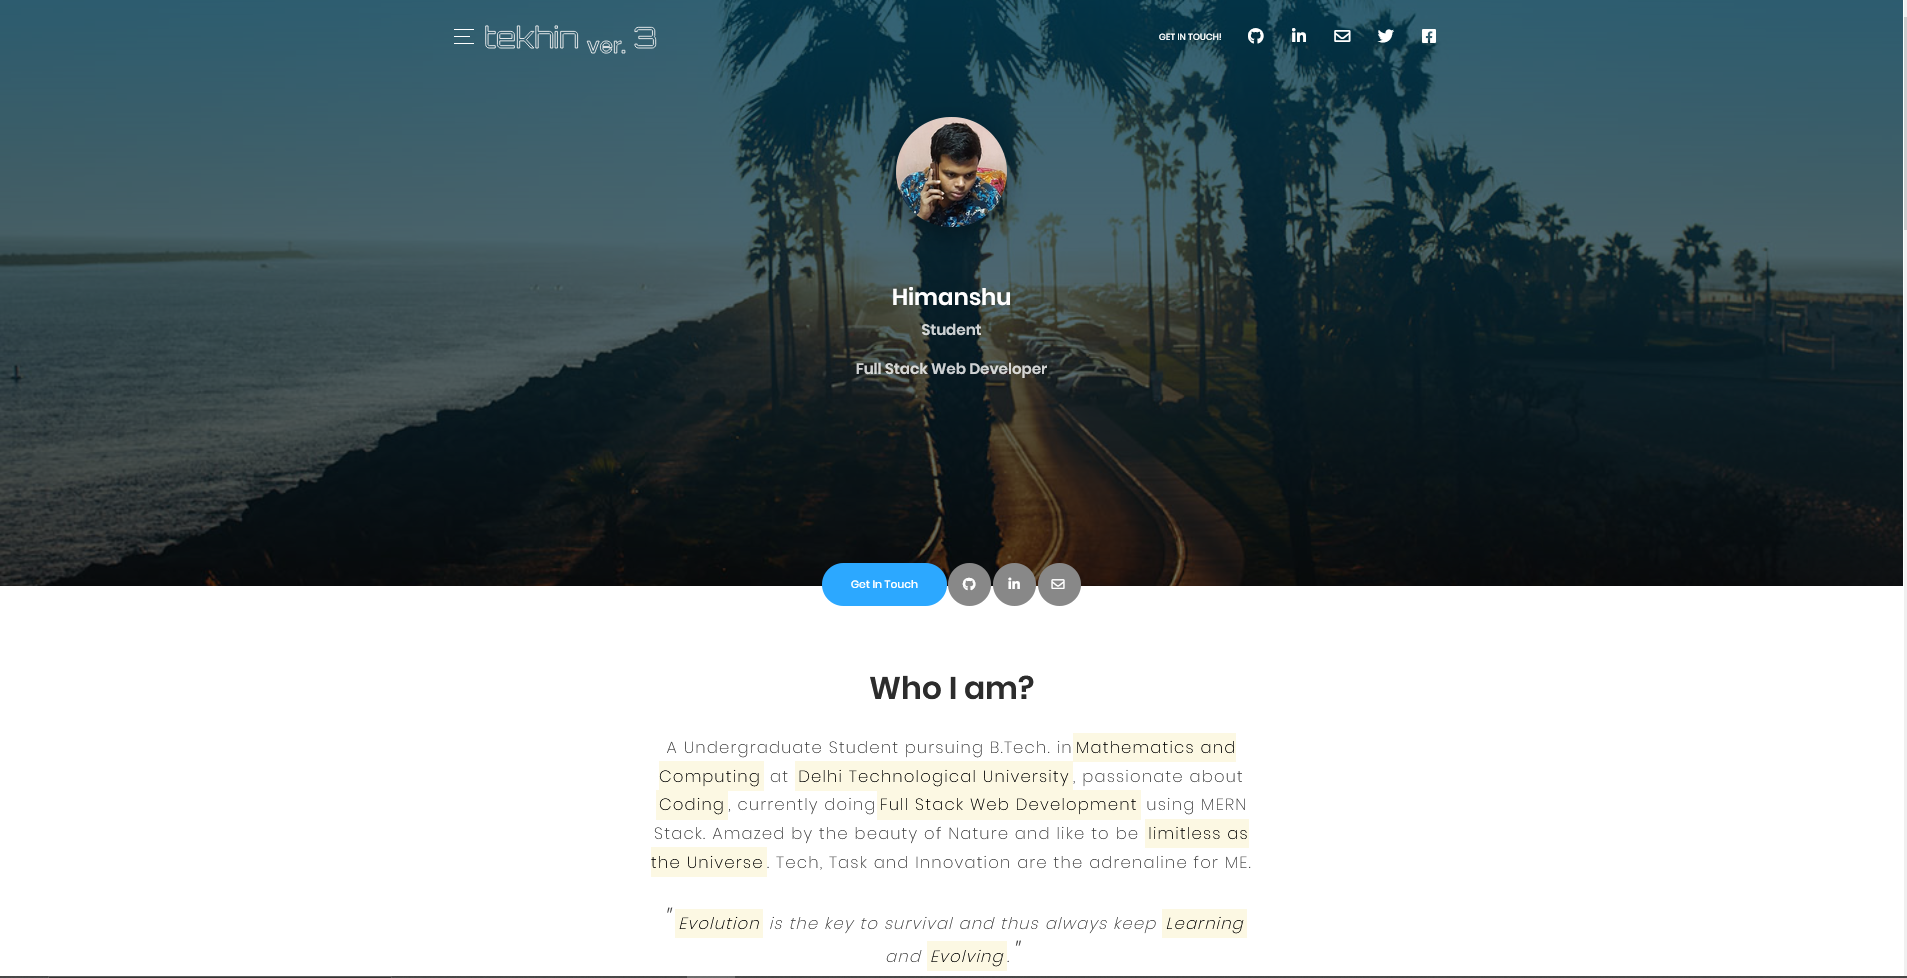 tekhin ver. 3
GET IN TOUCH!
Himanshu
Student
Full Stack Web Developer
Get In Touch
Who I am?
A Undergraduate Student pursuing B.Tech. in Mathematics and
Computing at Delhi Technological University, passionate about
Coding, currently doing Full Stack Web Development using MERN
Stack. Amazed by the beauty of Nature and like to be limitless as
the Universe. Tech, Task and Innovation are the adrenaline for ME.
" Evolution is the key to survival and thus always keep Learning
and Evolving. "